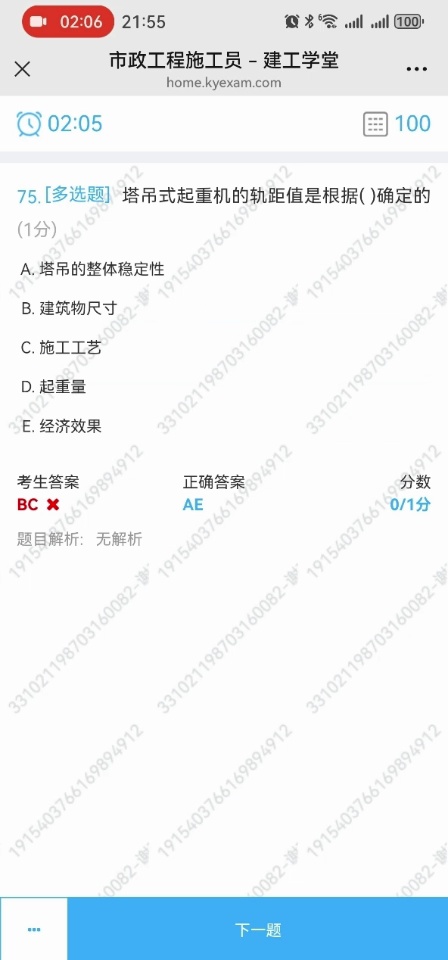 02:06 21:55 100
市政工程施工员 – 建工学堂
home.kyexam.com
02:05 100
75. [多选题] 塔吊式起重机的轨距值是根据( )确定的
(1分)
A. 塔吊的整体稳定性
B. 建筑物尺寸
C. 施工工艺
D. 起重量
E. 经济效果
考生答案 正确答案 分数
BC ✖ AE 0/1分
题目解析: 无解析
1915403766169894912
331021198703160082-谢
下一题